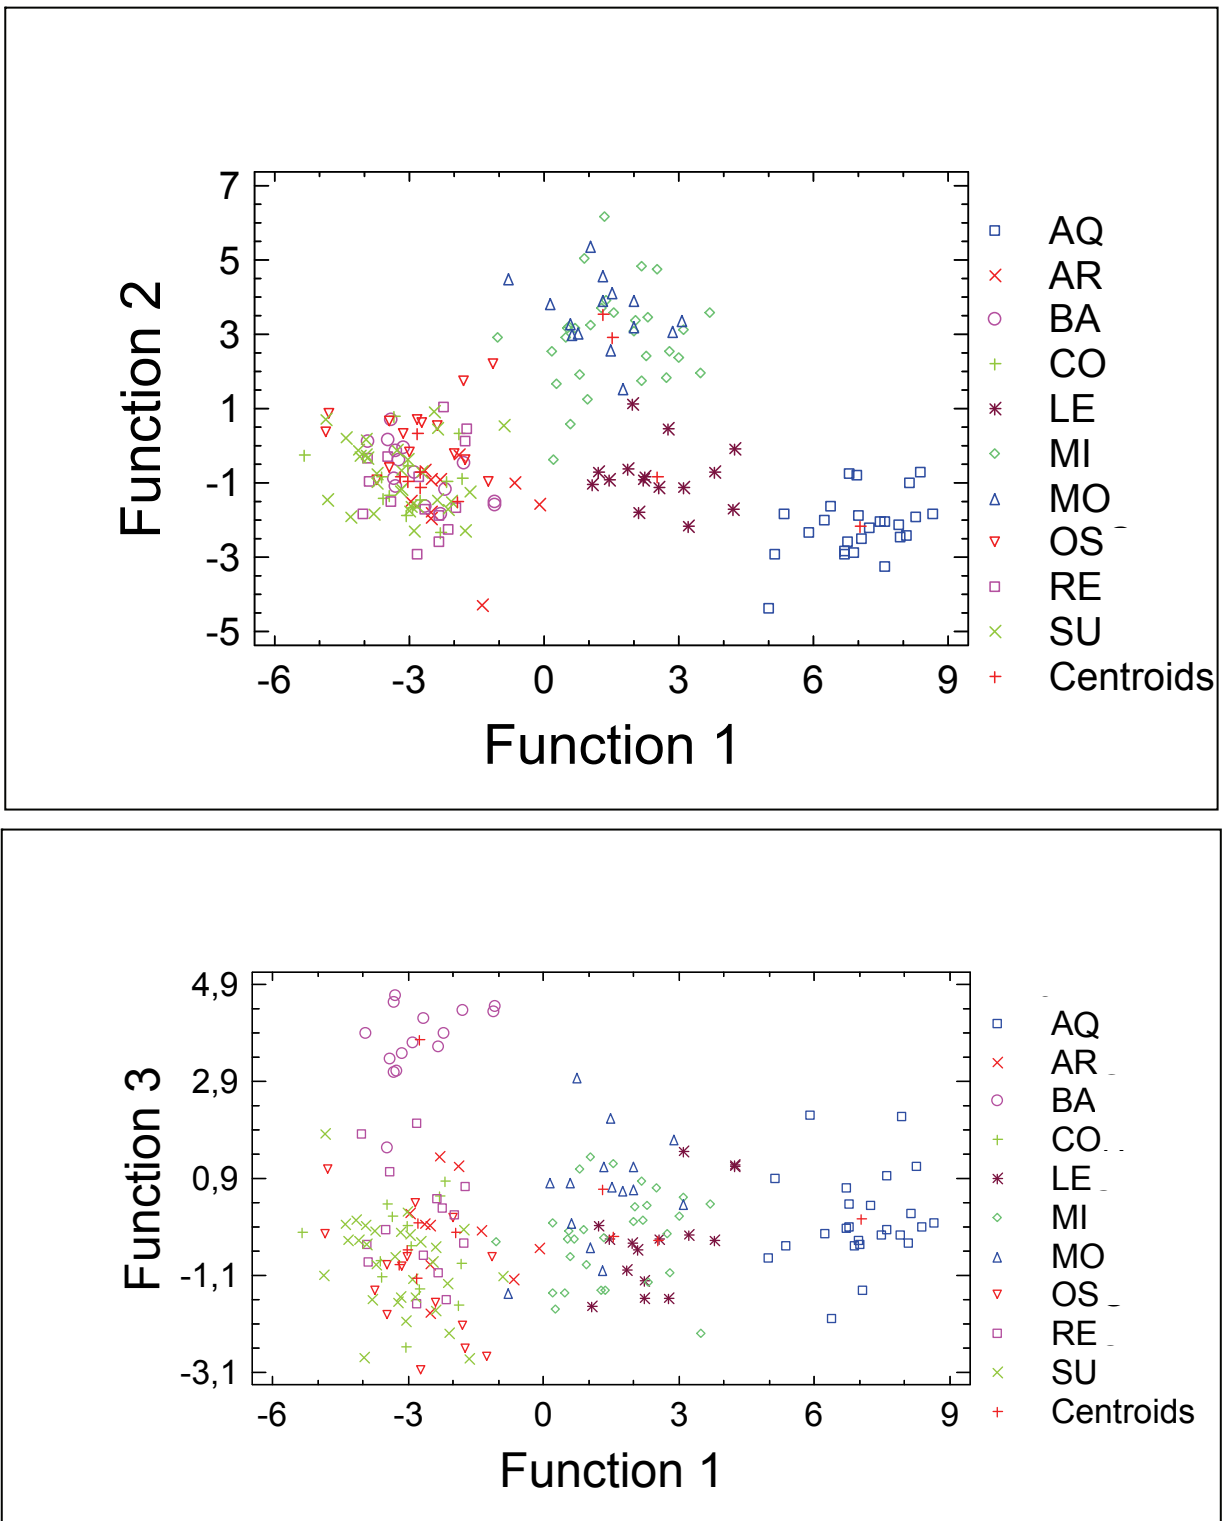 7
5
3
1
-1
-3
-5
Function 2
-6 -3 0 3 6 9
Function 1
AQ
AR
BA
CO
LE
MI
MO
OS
RE
SU
Centroids
4,9
2,9
0,9
-1,1
-3,1
Function 3
-6 -3 0 3 6 9
Function 1
AQ
AR
BA
CO
LE
MI
MO
OS
RE
SU
Centroids